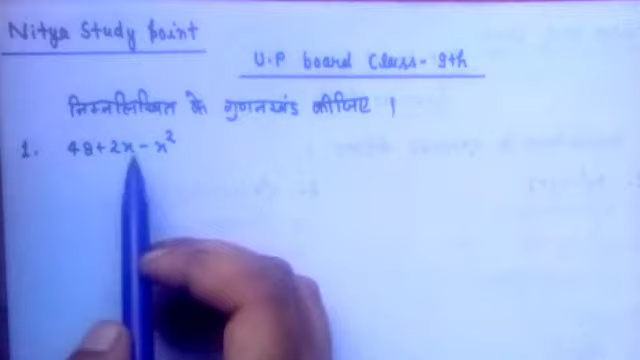 Nitya Study point
U.P board Class-9th
निम्नलिखित के गुणनखंड कीजिए।
1. 48+2x-x²